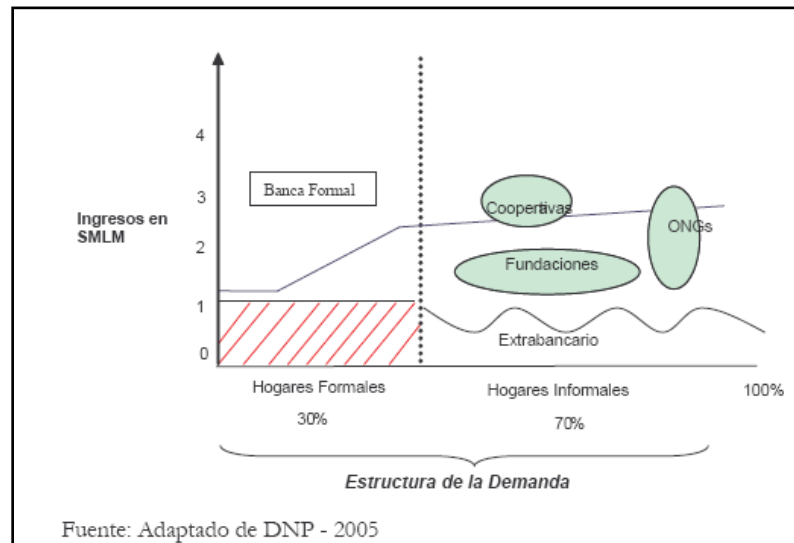 4
3
2
1
0
Ingresos en
SMLM
Banca Formal
Cooperativas
ONGs
Fundaciones
Extrabancario
Hogares Formales
Hogares Informales
100%
30%
70%
Estructura de la Demanda
Fuente: Adaptado de DNP - 2005